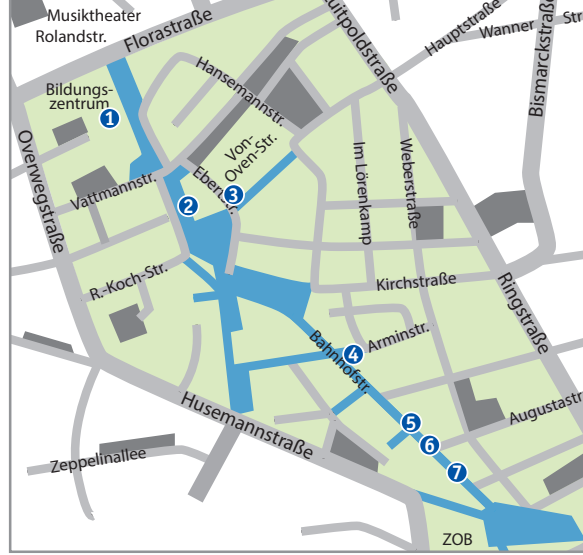 Musiktheater
Rolandstr.
Florastraße
Luitpoldstraße
Hauptstraße
Wanner Str
Bismarckstraße
Bildungs-
zentrum
1
Hansemannstr.
Von-
Oven-Str.
Overwegstraße
Vattmannstr.
Ebertstr.
2
3
Im Lörenkamp
Weberstraße
R.-Koch-Str.
Kirchstraße
Ringstraße
Bahnhofstr.
4
Arminstr.
Husemannstraße
5
6
7
Augustastr
Zeppelinallee
ZOB